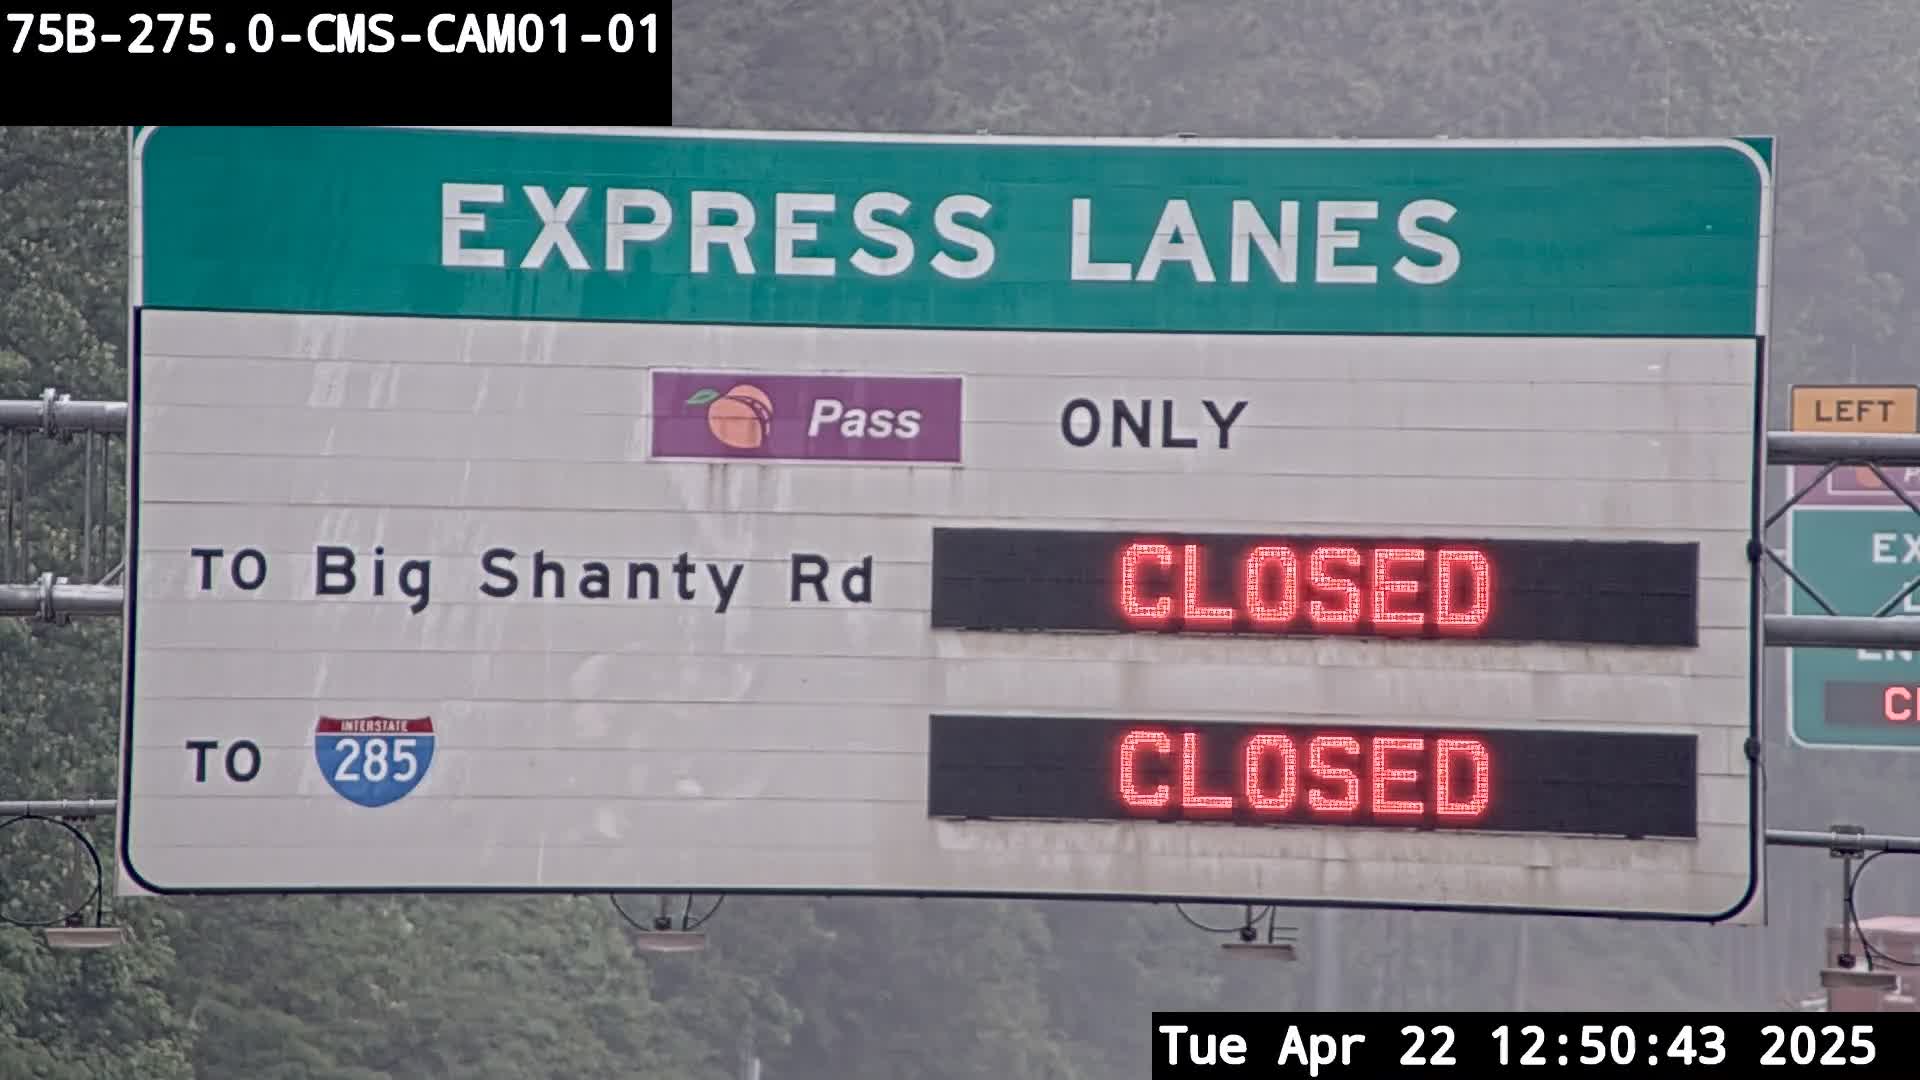 75B-275.0-CMS-CAM01-01
EXPRESS LANES
Pass ONLY
TO Big Shanty Rd CLOSED
TO INTERSTATE 285 CLOSED
LEFT
Tue Apr 22 12:50:43 2025